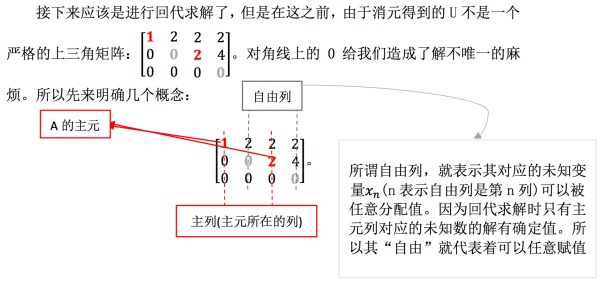 接下来应该是进行回代求解了，但是在这之前，由于消元得到的 U 不是一个
严格的上三角矩阵：
1 2 2 2
0 0 2 4
0 0 0 0
。对角线上的 0 给我们造成了解不唯一的麻
烦。所以先来明确几个概念：
自由列
A 的主元
1 2 2 2
0 0 2 4
0 0 0 0
。
主列(主元所在的列)
所谓自由列，就表示其对应的未知变
量xₙ(n 表示自由列是第 n 列)可以被
任意分配值。因为回代求解时只有主
元列对应的未知数的解有确定值。所
以其“自由”就代表着可以任意赋值